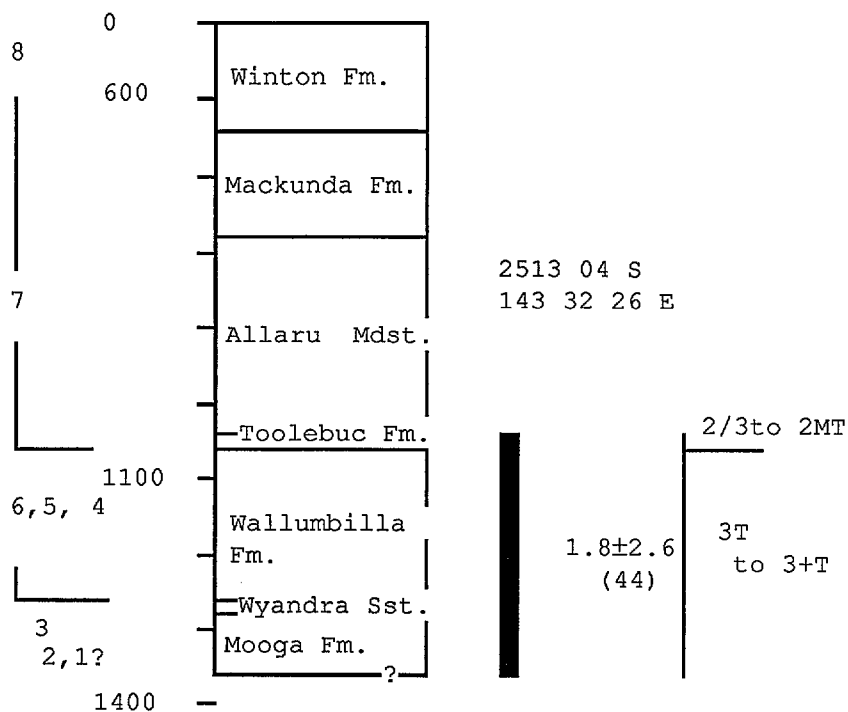 0
8
Winton Fm.
600
Mackunda Fm.
2513 04 S
7
143 32 26 E
Allaru Mdst.
2/3to 2MT
Toolebuc Fm.
1100
6,5, 4
Wallumbilla
Fm.
1.8±2.6
(44)
3T
to 3+T
Wyandra Sst.
3
2,1?
Mooga Fm.
?
1400